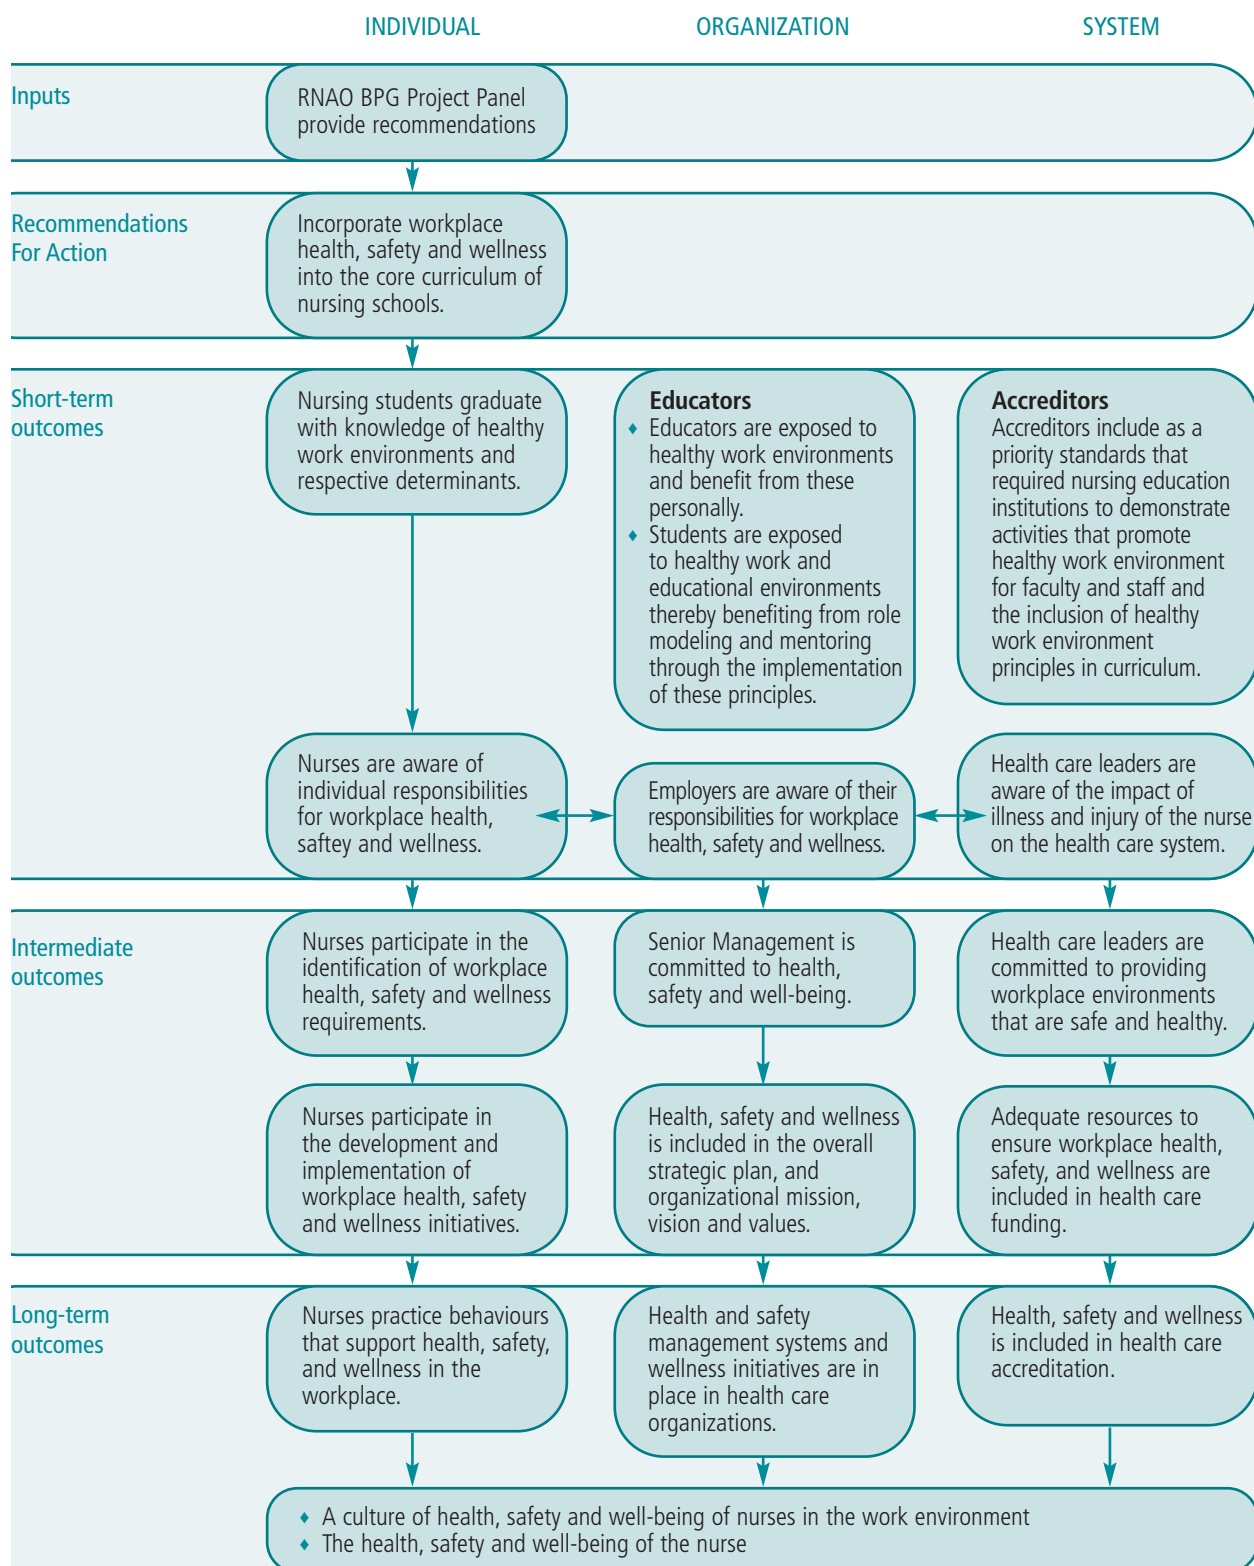 INDIVIDUAL
ORGANIZATION
SYSTEM
Inputs
RNAO BPG Project Panel
provide recommendations
Recommendations
For Action
Incorporate workplace
health, safety and wellness
into the core curriculum of
nursing schools.
Short-term
outcomes
Nursing students graduate
with knowledge of healthy
work environments and
respective determinants.
Educators
♦ Educators are exposed to
healthy work environments
and benefit from these
personally.
♦ Students are exposed
to healthy work and
educational environments
thereby benefiting from role
modeling and mentoring
through the implementation
of these principles.
Accreditors
Accreditors include as a
priority standards that
required nursing education
institutions to demonstrate
activities that promote
healthy work environment
for faculty and staff and
the inclusion of healthy
work environment
principles in curriculum.
Nurses are aware of
individual responsibilities
for workplace health,
saftey and wellness.
Employers are aware of their
responsibilities for workplace
health, safety and wellness.
Health care leaders are
aware of the impact of
illness and injury of the nurse
on the health care system.
Intermediate
outcomes
Nurses participate in the
identification of workplace
health, safety and wellness
requirements.
Senior Management is
committed to health,
safety and well-being.
Health care leaders are
committed to providing
workplace environments
that are safe and healthy.
Nurses participate in
the development and
implementation of
workplace health, safety
and wellness initiatives.
Health, safety and wellness
is included in the overall
strategic plan, and
organizational mission,
vision and values.
Adequate resources to
ensure workplace health,
safety, and wellness are
included in health care
funding.
Long-term
outcomes
Nurses practice behaviours
that support health, safety,
and wellness in the
workplace.
Health and safety
management systems and
wellness initiatives are in
place in health care
organizations.
Health, safety and wellness
is included in health care
accreditation.
♦ A culture of health, safety and well-being of nurses in the work environment
♦ The health, safety and well-being of the nurse